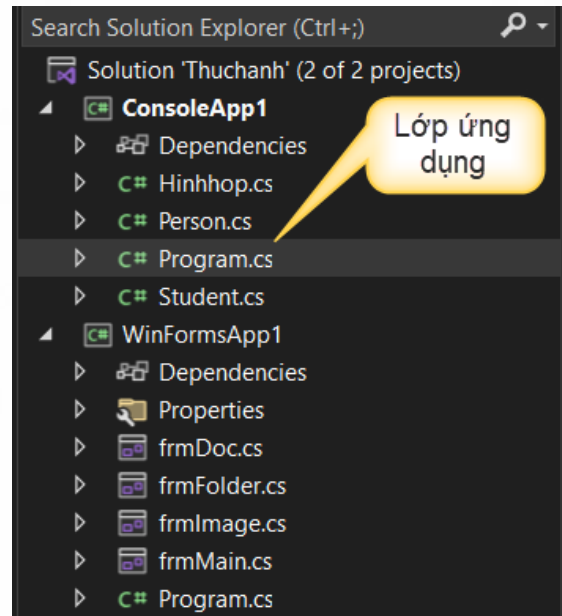 Search Solution Explorer (Ctrl+;)
Solution 'Thuchanh' (2 of 2 projects)
C# ConsoleApp1
Lớp ứng
dụng
Dependencies
C# Hinhhop.cs
C# Person.cs
C# Program.cs
C# Student.cs
C# WinFormsApp1
Dependencies
Properties
frmDoc.cs
frmFolder.cs
frmImage.cs
frmMain.cs
C# Program.cs